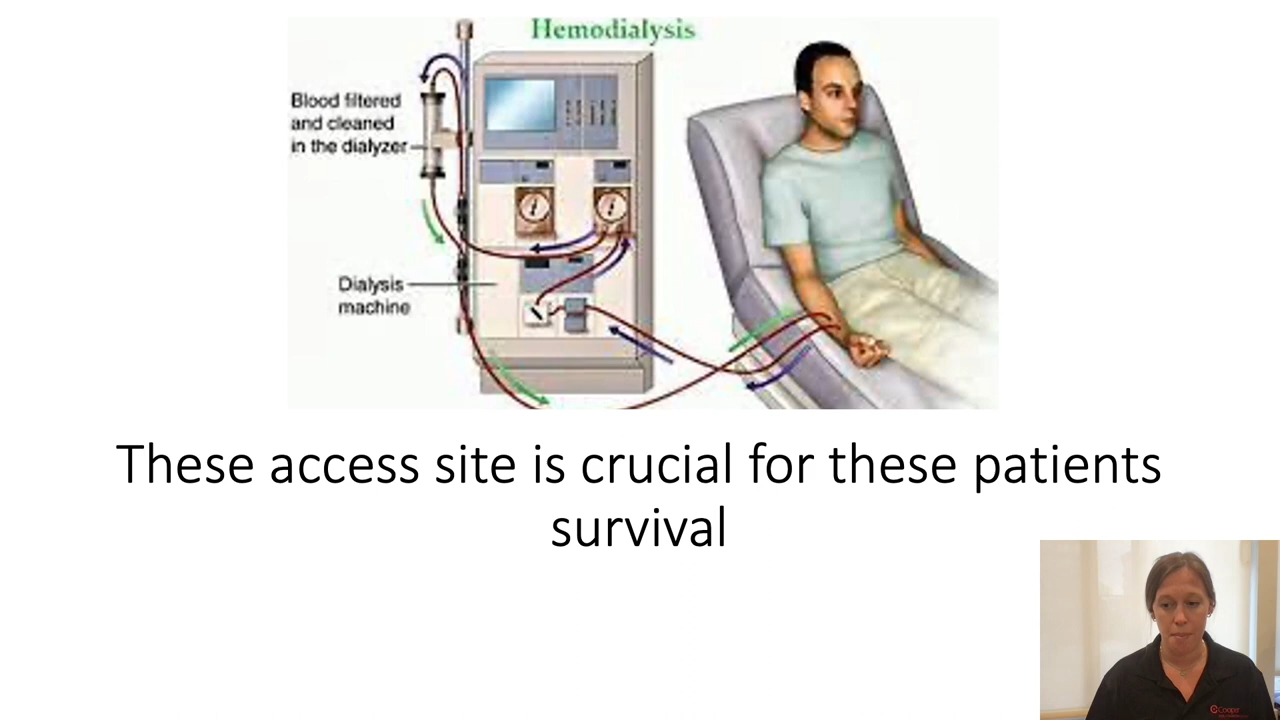 Hemodialysis
Blood filtered
and cleaned
in the dialyzer
Dialysis
machine
These access site is crucial for these patients
survival
Cooper